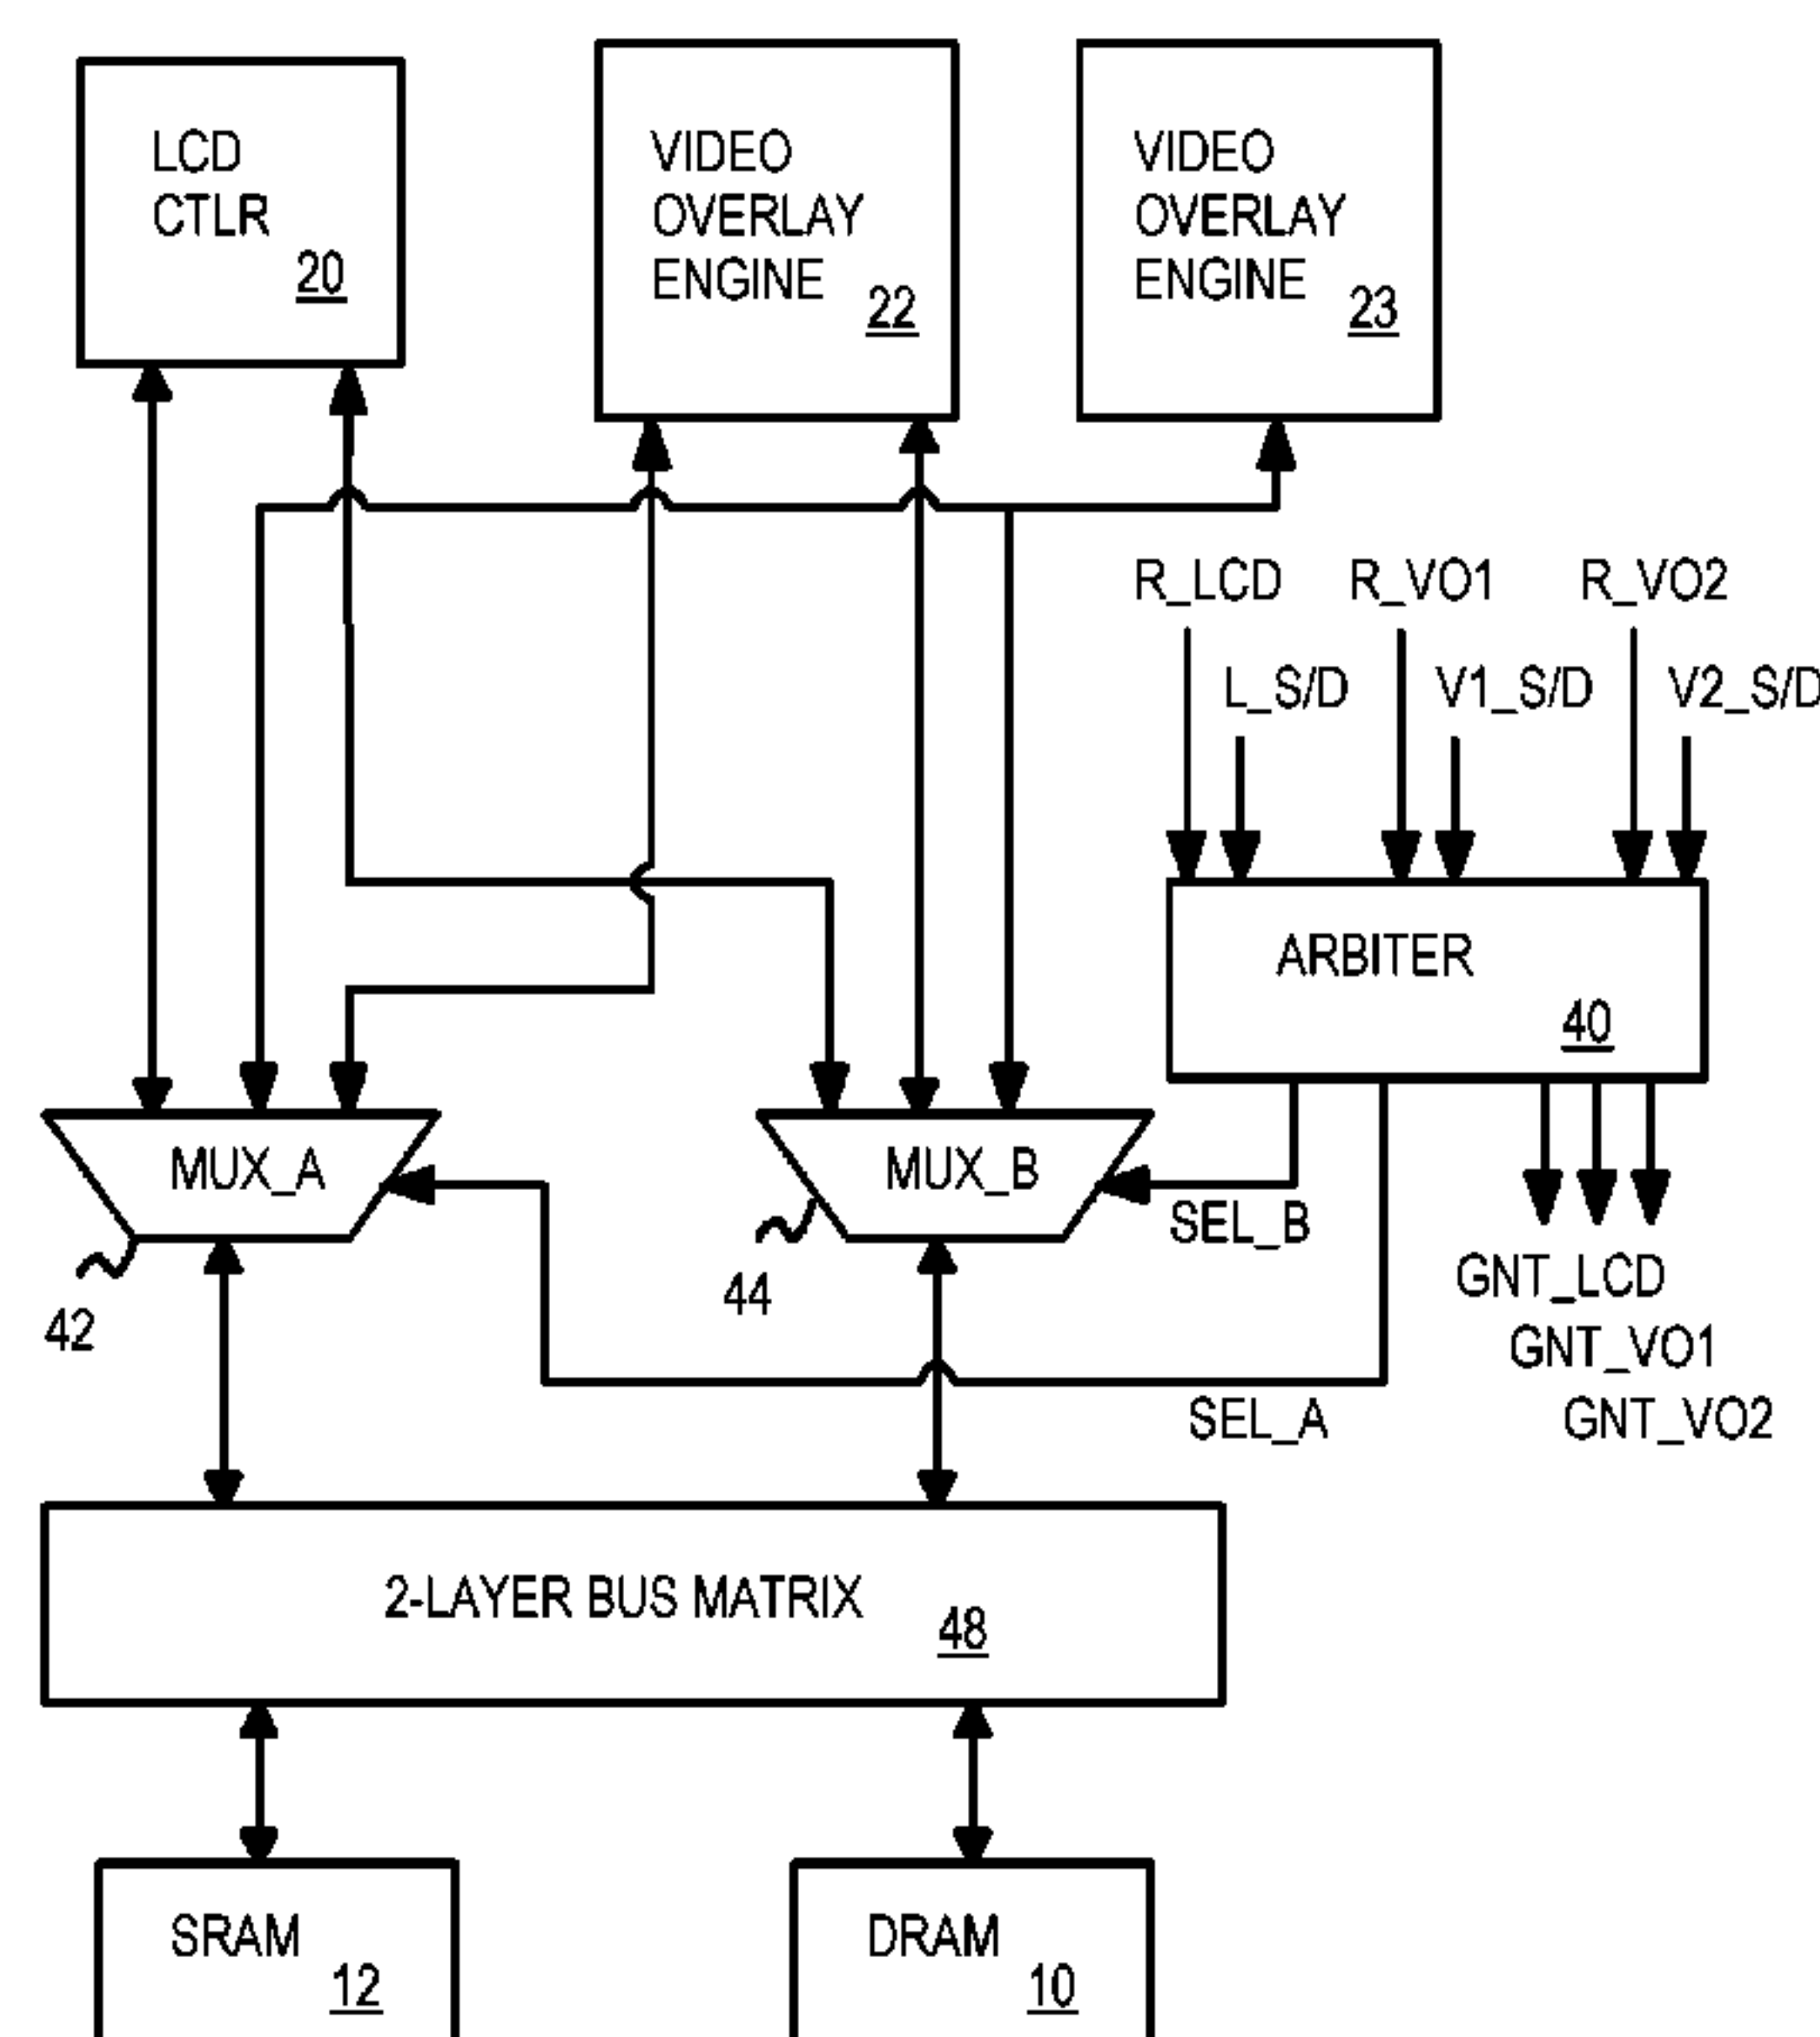 LCD
CTLR
20
VIDEO
OVERLAY
ENGINE
22
VIDEO
OVERLAY
ENGINE
23
R_LCD
R_VO1
R_VO2
L_S/D
V1_S/D
V2_S/D
ARBITER
40
MUX_A
42
MUX_B
44
SEL_B
SEL_A
GNT_LCD
GNT_VO1
GNT_VO2
2-LAYER BUS MATRIX
48
SRAM
12
DRAM
10